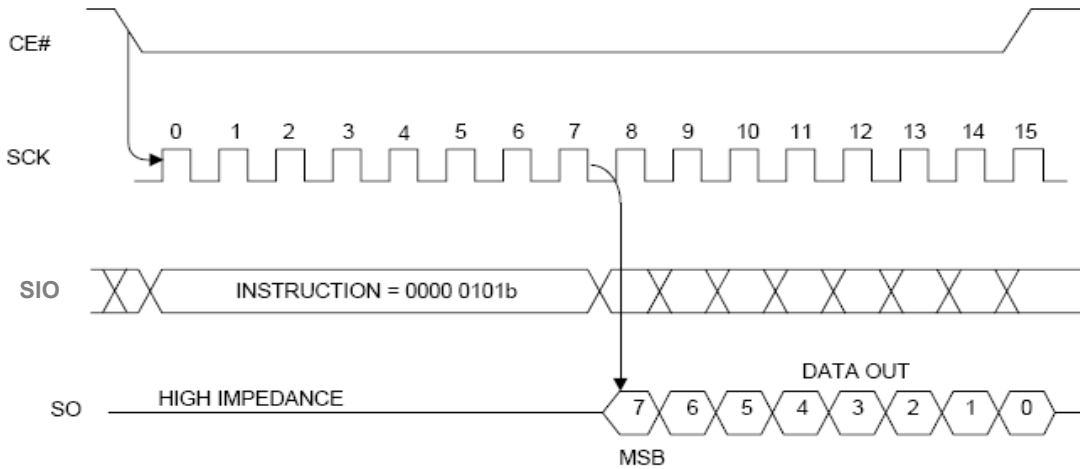 CE#
0 1 2 3 4 5 6 7 8 9 10 11 12 13 14 15
SCK
SIO INSTRUCTION = 0000 0101b
DATA OUT
HIGH IMPEDANCE
SO 7 6 5 4 3 2 1 0
MSB